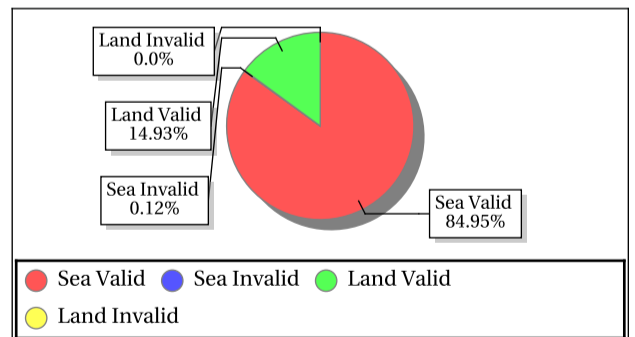 Land Invalid
0.0%
Land Valid
14.93%
Sea Invalid
0.12%
Sea Valid
84.95%
Sea Valid Sea Invalid Land Valid
Land Invalid